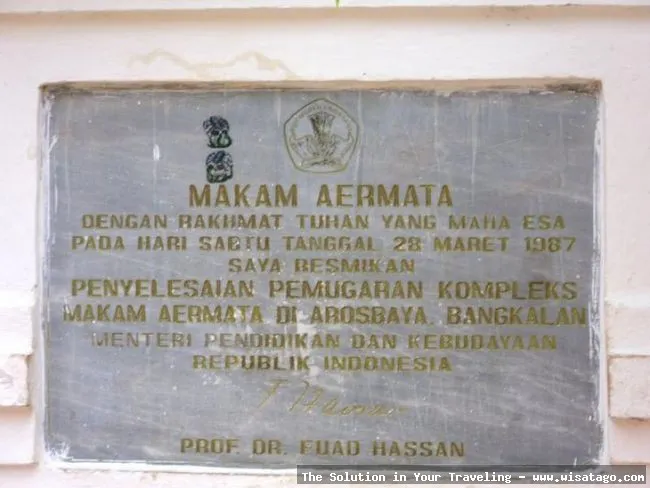 MAKAM AERMATA
DENGAN RAKHMAT TUHAN YANG MAHA ESA
PADA HARI SABTU TANGGAL 28 MARET 1987
SAYA RESMIKAN
PENYELESAIAN PEMUGARAN KOMPLEKS
MAKAM AERMATA DI AROSBAYA, BANGKALAN
MENTERI PENDIDIKAN DAN KEBUDAYAAN
REPUBLIK INDONESIA
PROF. DR. FUAD HASSAN
The Solution in Your Traveling - www.wisatago.com